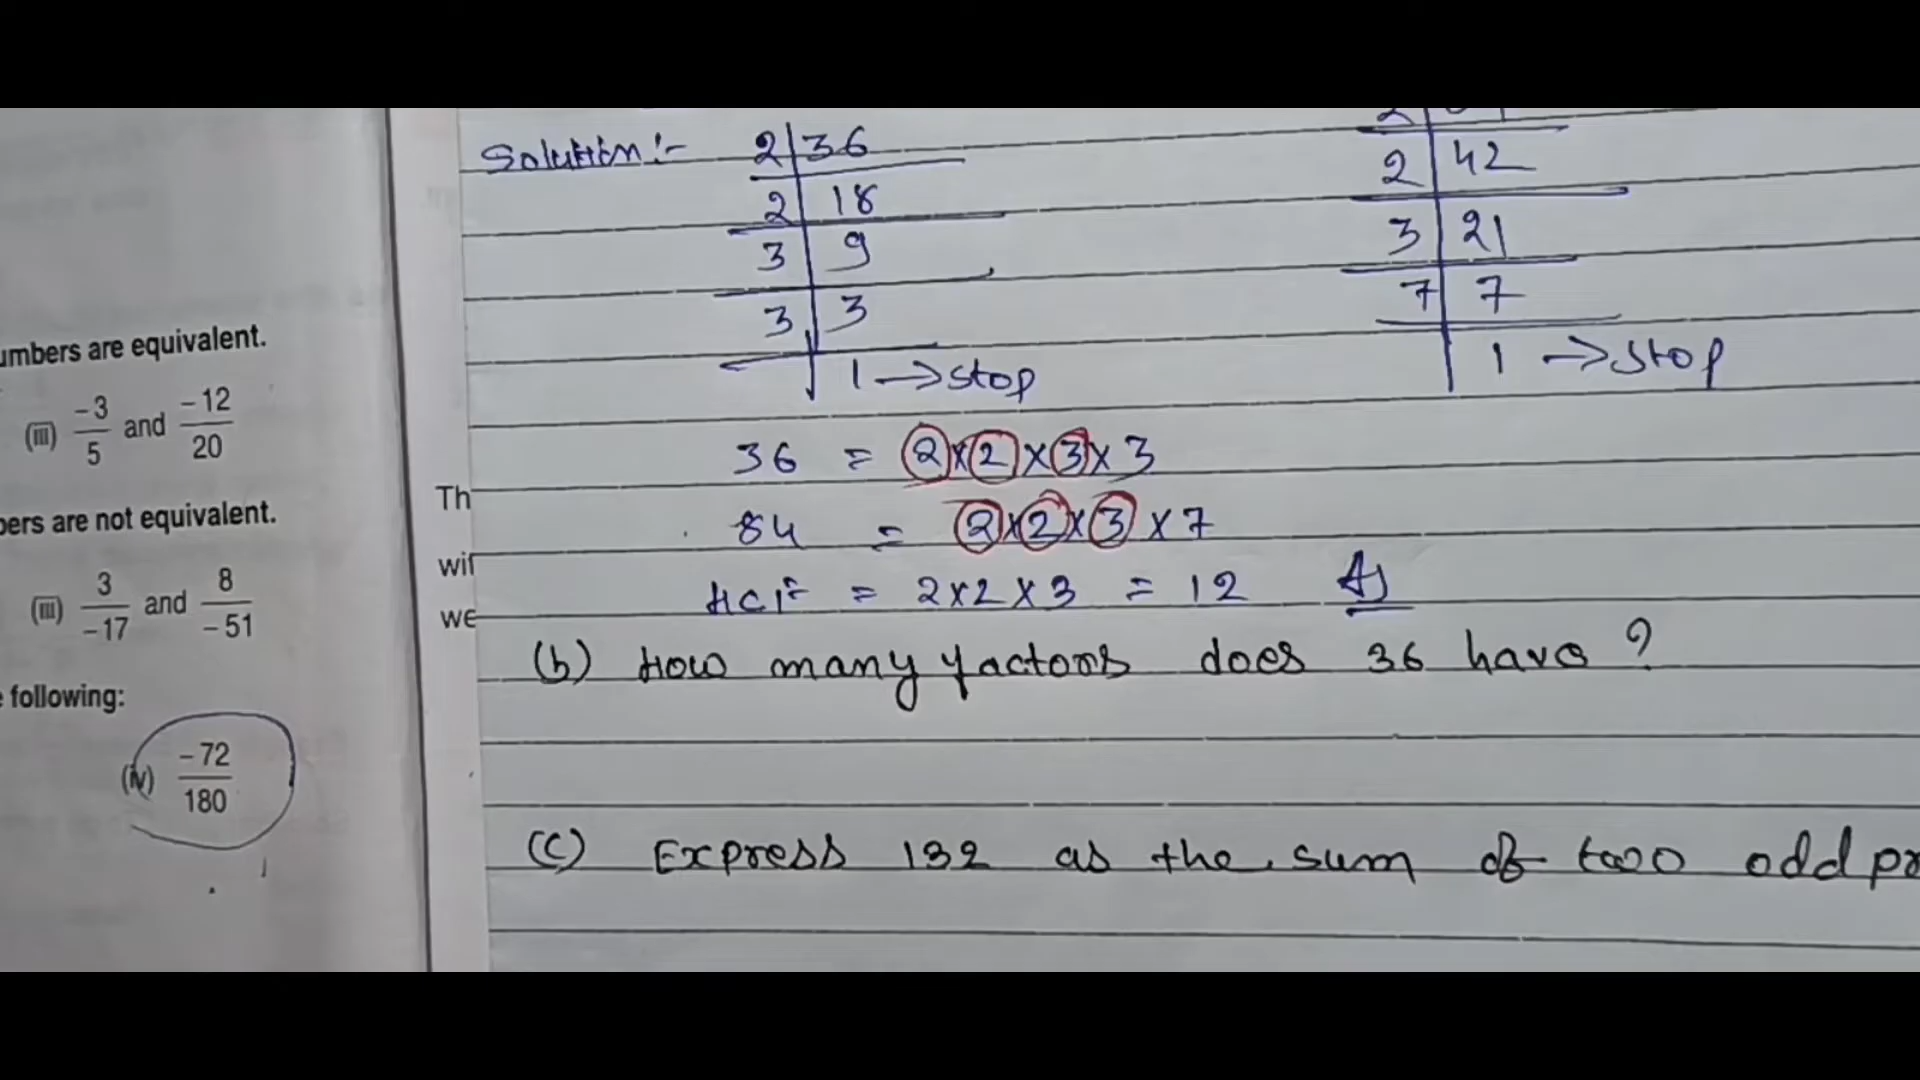 umbers are equivalent.
(iii) -3/5 and -12/20
bers are not equivalent.
(iii) 3/-17 and 8/-51
following:
(iv) -72/180
Th
wi
we
Solution:-
2 | 36
2 | 18
3 | 9
3 | 3
1 → stop
2 | 42
3 | 21
7 | 7
1 → stop
36 = 2×2×3×3
84 = 2×2×3×7
HCF = 2×2×3 = 12
(b) How many factors does 36 have?
(c) Express 132 as the sum of two odd pr